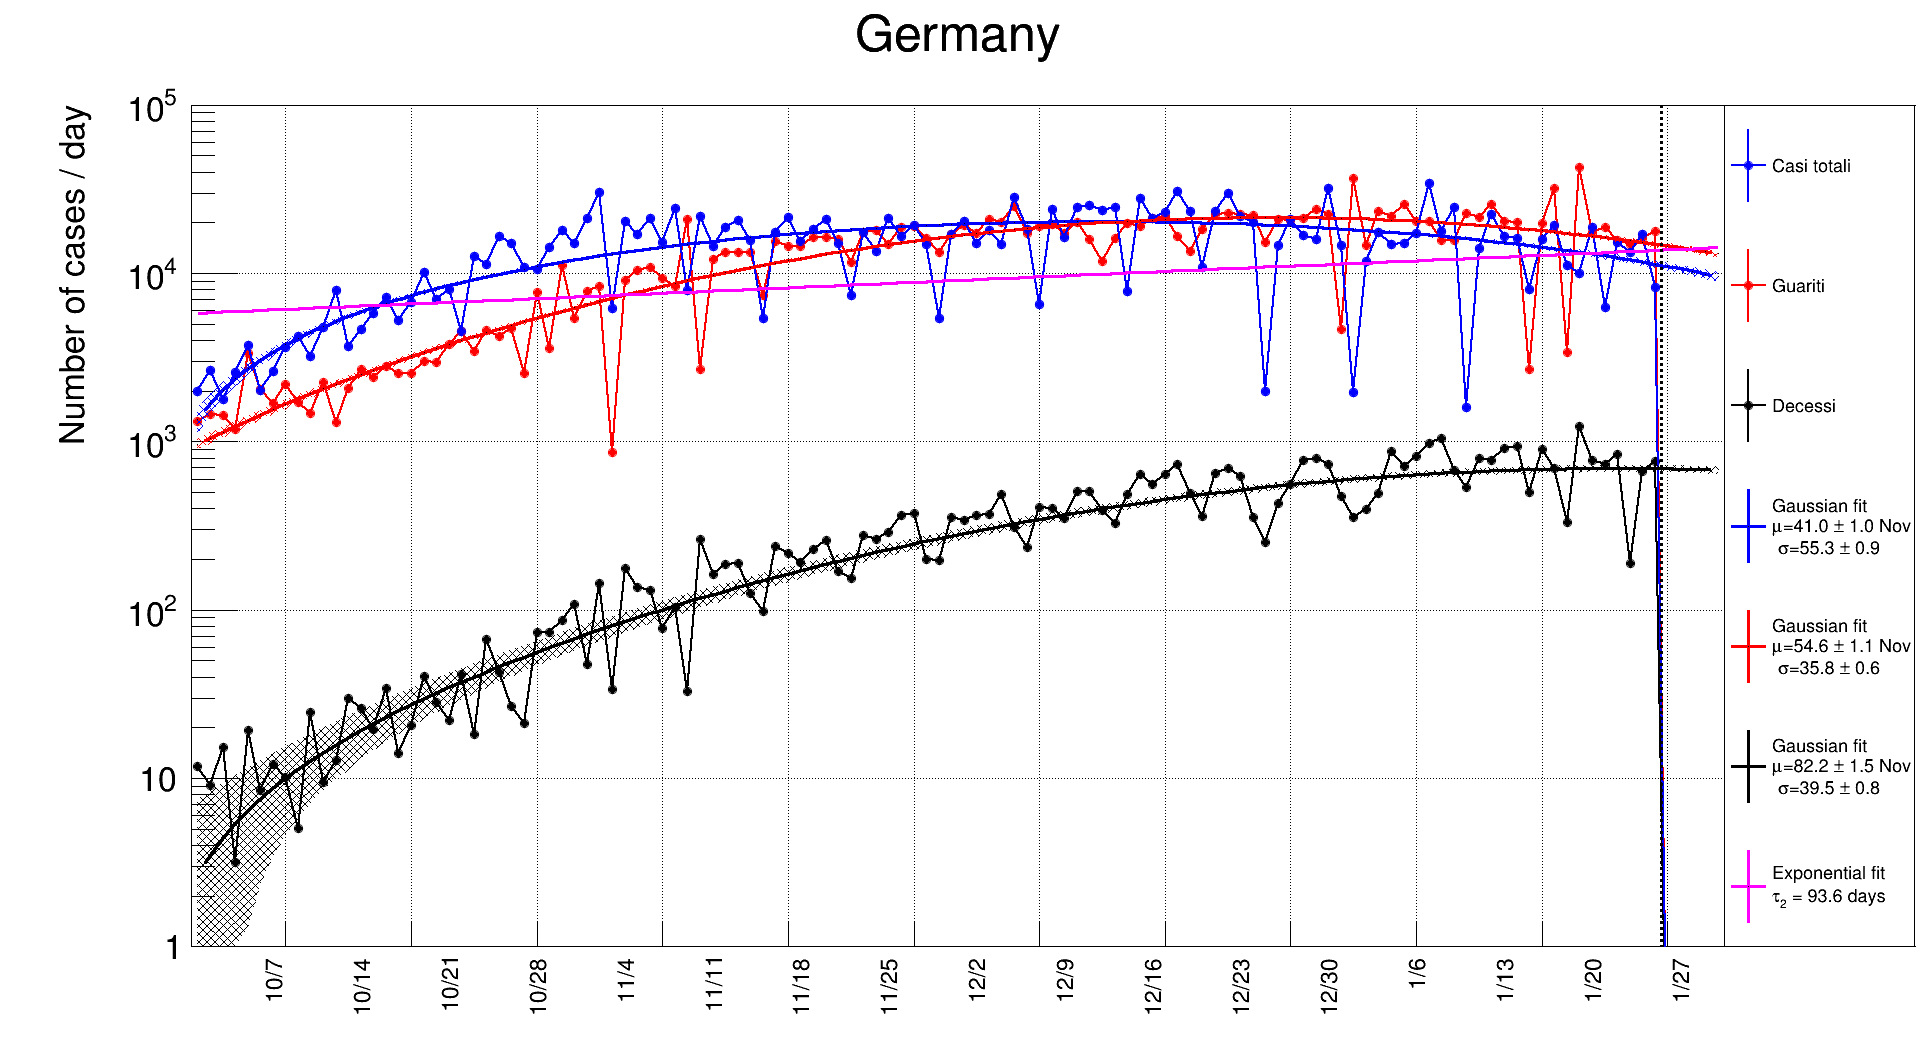 Germany
Number of cases / day
10⁵
10⁴
10³
10²
10
1
10/7
10/14
10/21
10/28
11/4
11/11
11/18
11/25
12/2
12/9
12/16
12/23
12/30
1/6
1/13
1/20
1/27
Casi totali
Guariti
Decessi
Gaussian fit
μ=41.0 ± 1.0 Nov
σ=55.3 ± 0.9
Gaussian fit
μ=54.6 ± 1.1 Nov
σ=35.8 ± 0.6
Gaussian fit
μ=82.2 ± 1.5 Nov
σ=39.5 ± 0.8
Exponential fit
τ₂ = 93.6 days